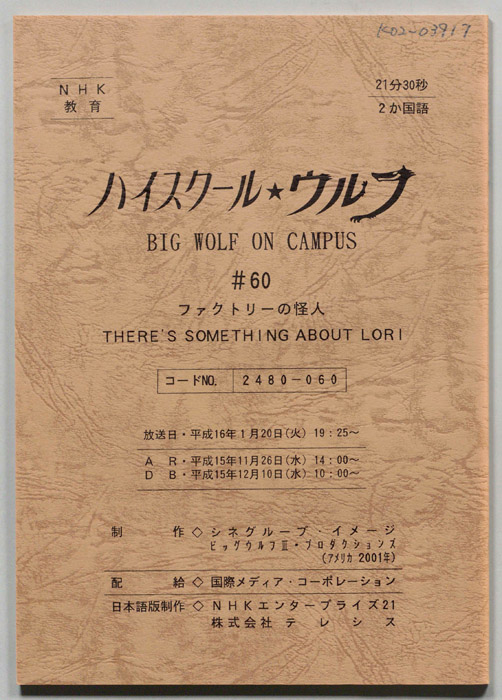 K02-03917
NHK
教育
21分30秒
2か国語
ハイスクール★ウルフ
BIG WOLF ON CAMPUS
#60
ファクトリーの怪人
THERE'S SOMETHING ABOUT LORI
コードNO. 2480-060
放送日・平成16年1月20日(火) 19:25~
AR・平成15年11月26日(水) 14:00~
DB・平成15年12月10日(水) 10:00~
制作◇シネグループ・イメージ
ビッグウルフⅢ・プロダクションズ
(アメリカ 2001年)
配給◇国際メディア・コーポレーション
日本語版制作◇NHKエンタープライズ21
株式会社テレシス